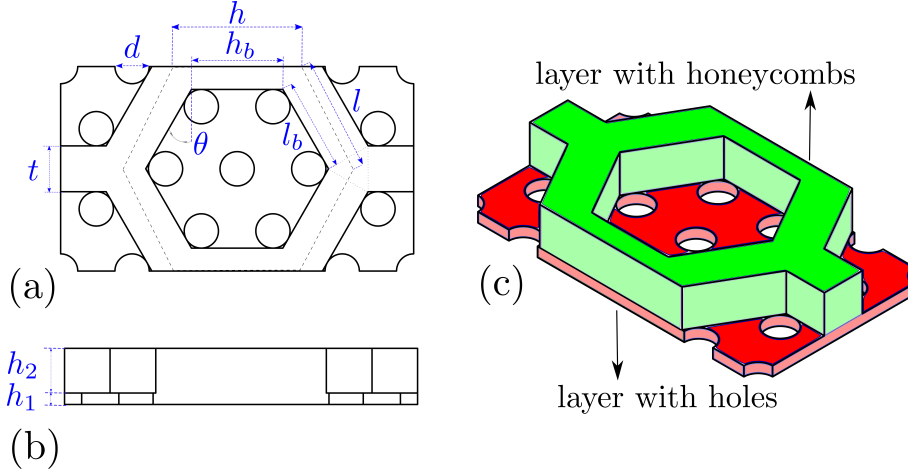 h
d
h_b
l
θ
l_b
t
(a)
layer with honeycombs
(c)
layer with holes
h_2
h_1
(b)